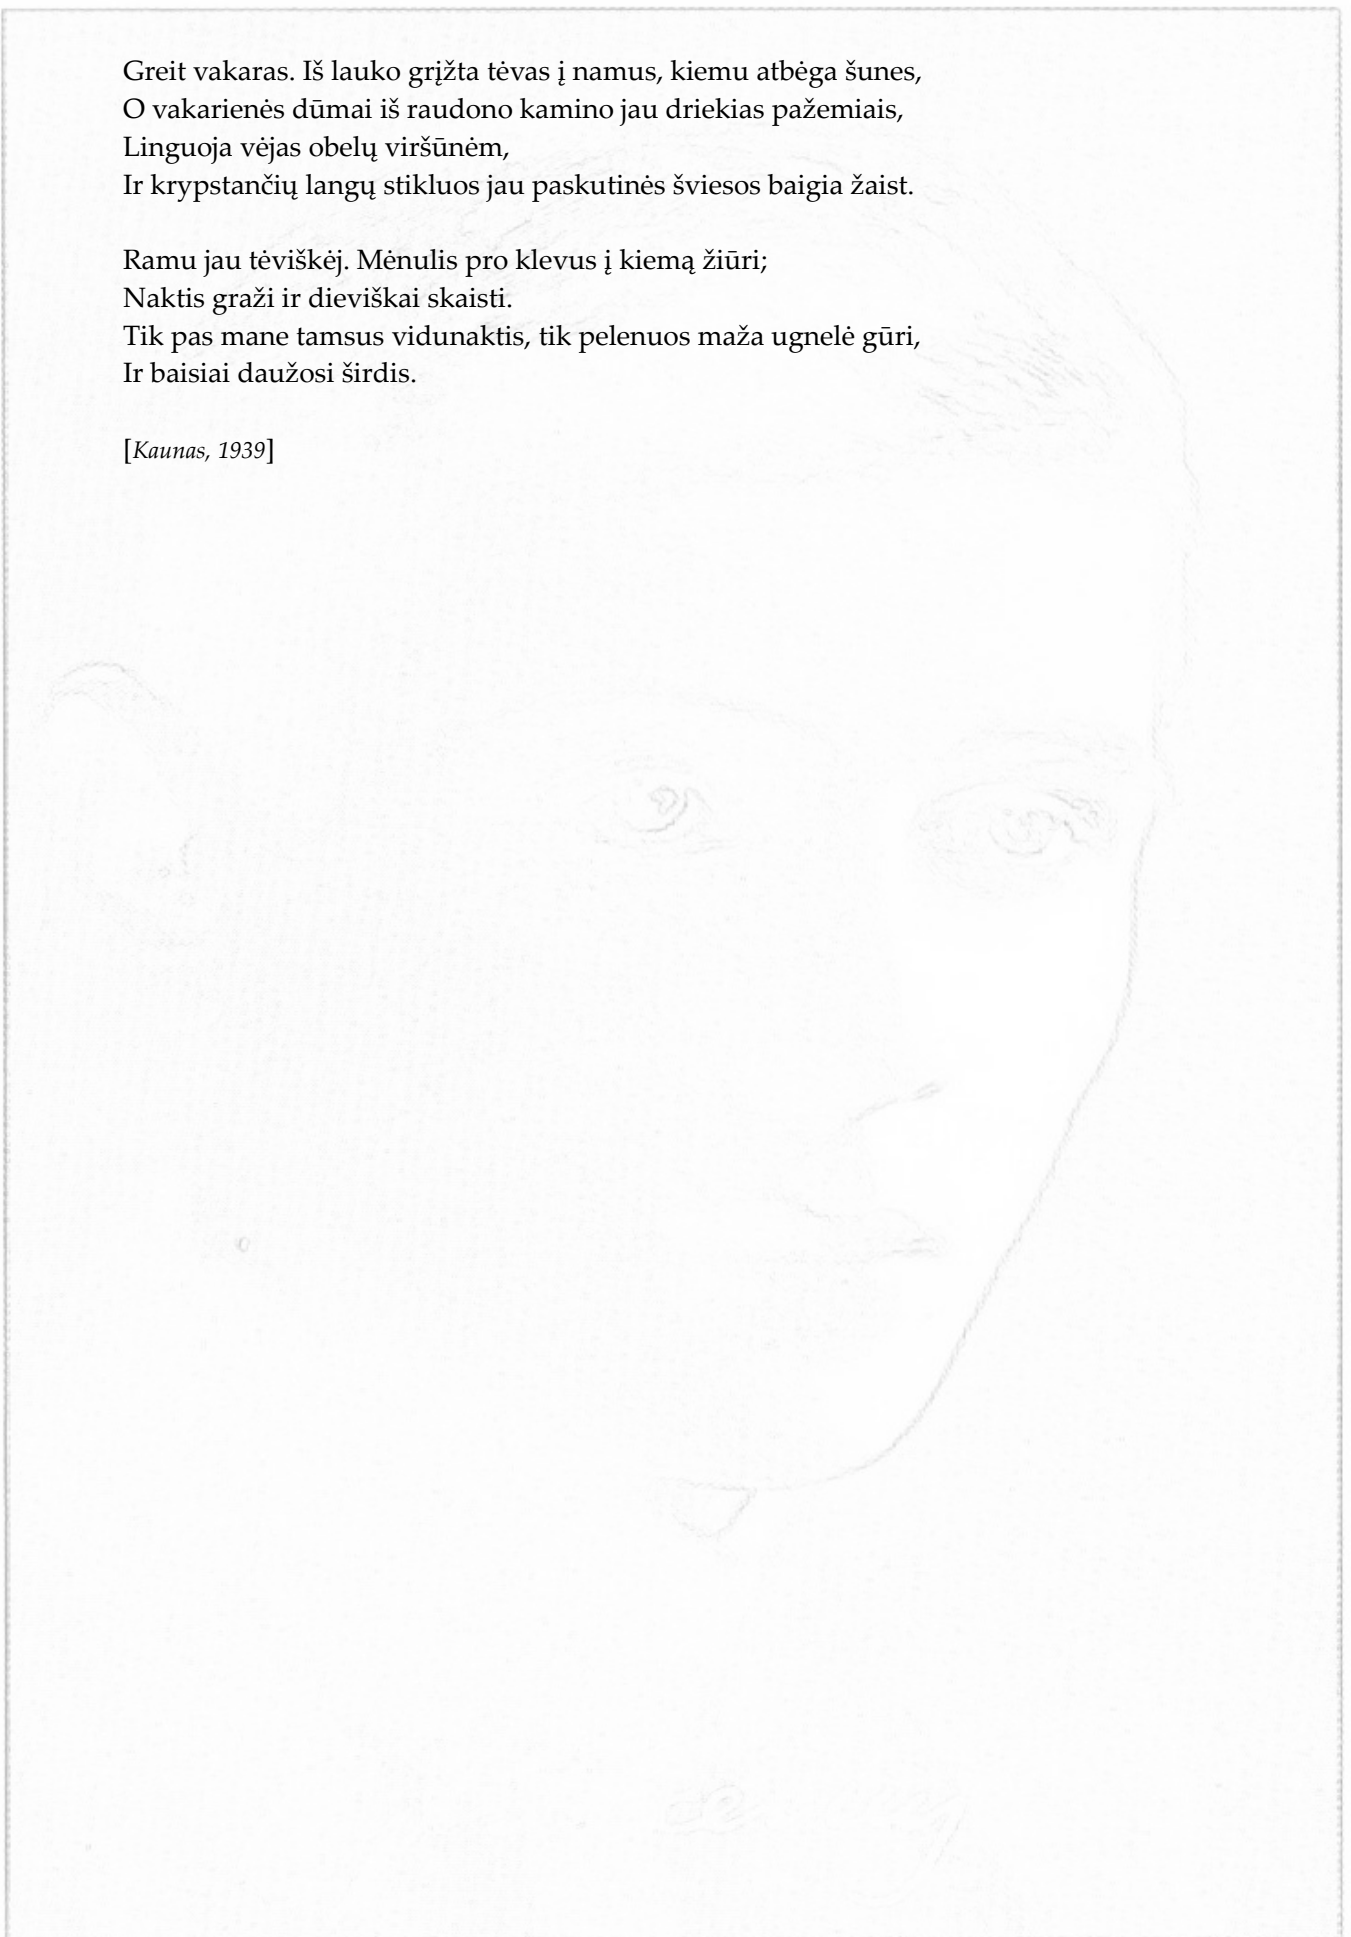 Greit vakaras. Iš lauko grįžta tėvas į namus, kiemu atbėga šunes,
O vakarienės dūmai iš raudono kamino jau driekias pažemiais,
Linguoja vėjas obelų viršūnėm,
Ir krypstančių langų stikluos jau paskutinės šviesos baigia žaist.
Ramu jau tėviškėj. Mėnulis pro klevus į kiemą žiūri;
Naktis graži ir dieviškai skaisti.
Tik pas mane tamsus vidunaktis, tik pelenuos maža ugnelė gūri,
Ir baisiai daužosi širdis.
[Kaunas, 1939]